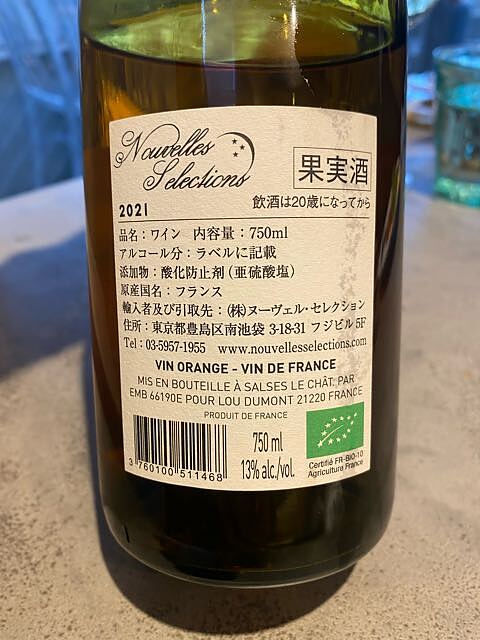 Nouvelles
Selections
果実酒
2021
飲酒は20歳になってから
品名：ワイン 内容量：750ml
アルコール分：ラベルに記載
添加物：酸化防止剤（亜硫酸塩）
原産国名：フランス
輸入者及び引取先：(株)ヌーヴェル・セレクション
住所：東京都豊島区南池袋 3-18-31 フジビル 5F
Tel：03-5957-1955 www.nouvellesselections.com
VIN ORANGE - VIN DE FRANCE
MIS EN BOUTEILLE À SALSES LE CHÂT. PAR
EMB 66190E POUR LOU DUMONT 21220 FRANCE
PRODUIT DE FRANCE
750 ml
13% alc./vol.
3 760100 511468
Certifié FR-BIO-10
Agriculture France